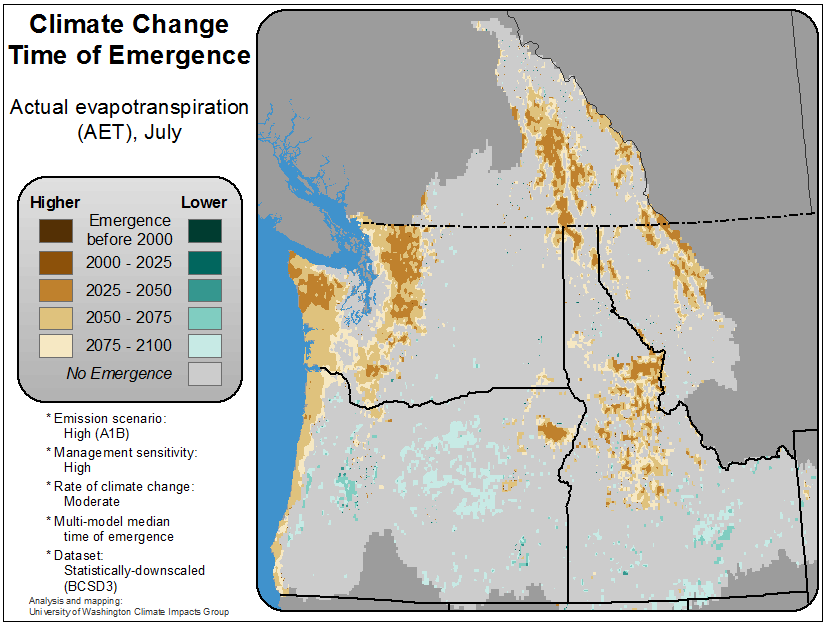 Climate Change
Time of Emergence
Actual evapotranspiration
(AET), July
Higher Lower
Emergence
before 2000
2000 - 2025
2025 - 2050
2050 - 2075
2075 - 2100
No Emergence
* Emission scenario:
High (A1B)
* Management sensitivity:
High
* Rate of climate change:
Moderate
* Multi-model median
time of emergence
* Dataset:
Statistically-downscaled
(BCSD3)
Analysis and mapping:
University of Washington Climate Impacts Group